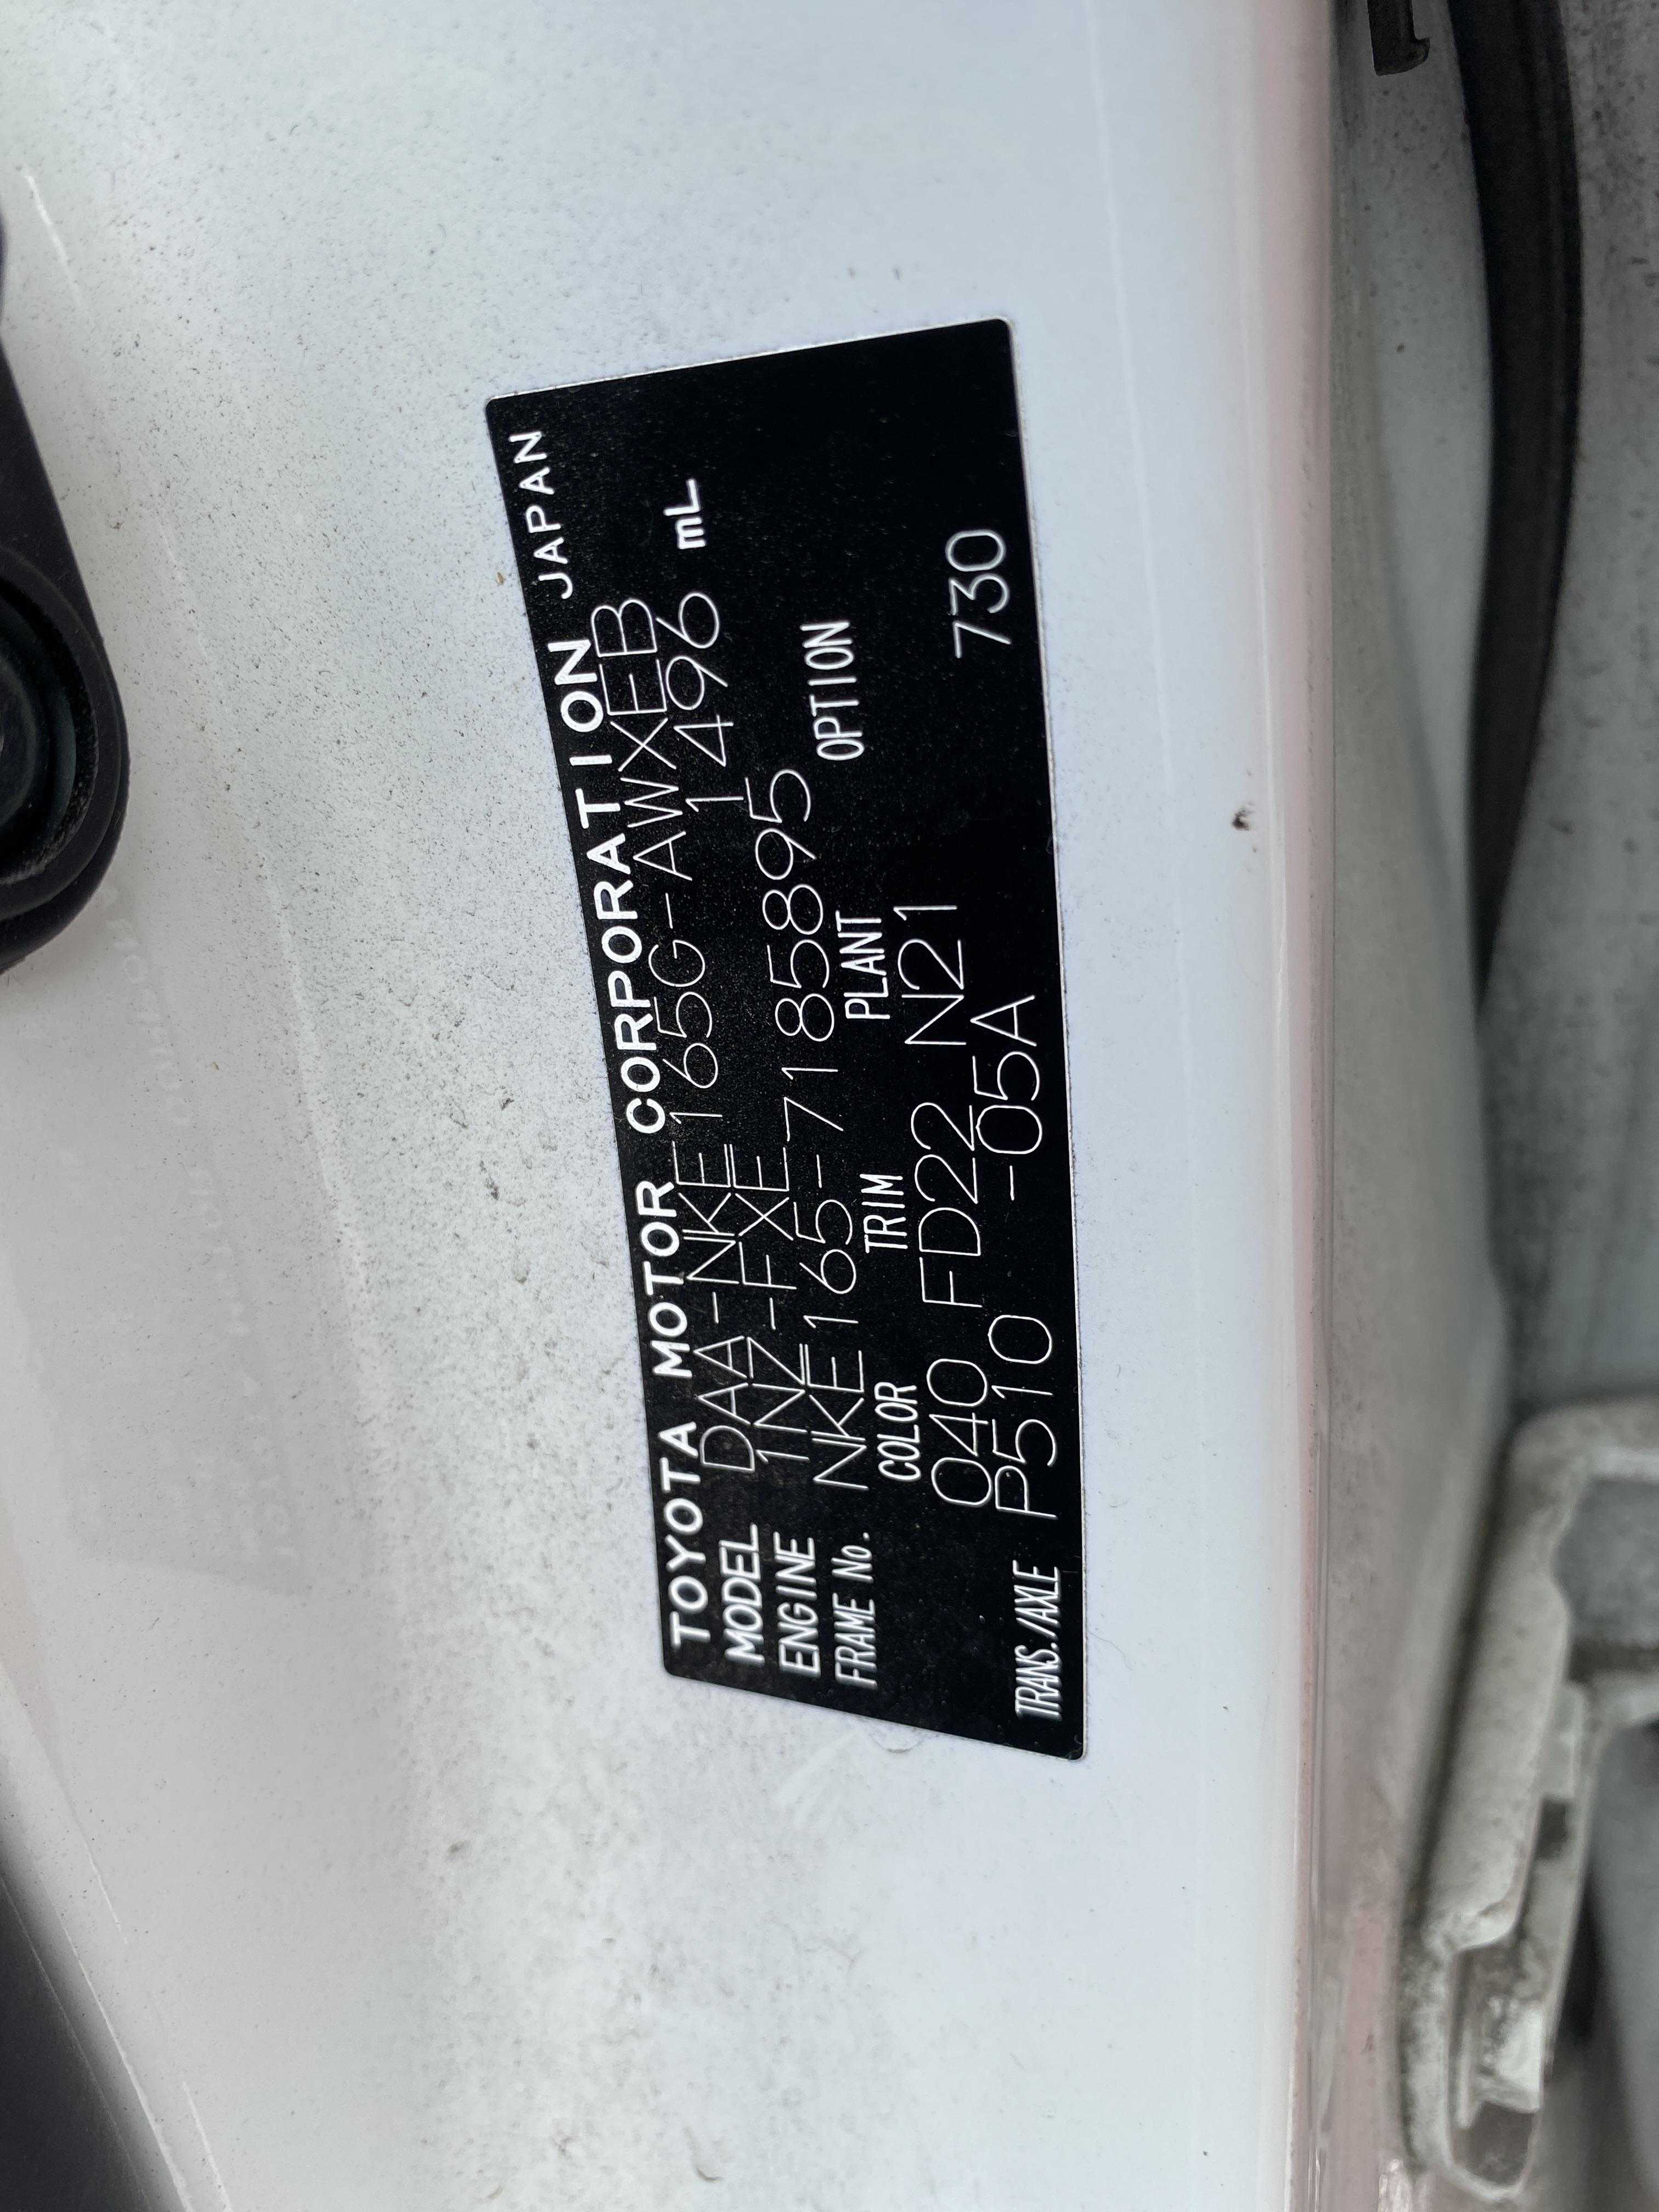 TOYOTA MOTOR CORPORATION JAPAN
MODEL DAA-NKE165G-AWXEB
ENGINE 1NZ-FXE 1496 mL
FRAME No. NKE165-7185895
COLOR TRIM PLANT OPTION
040 FD22 N21
TRANS./AXLE P510 -05A 730